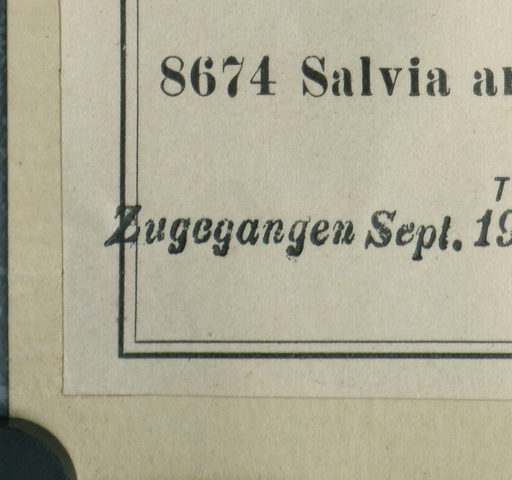 8674 Salvia
T
Zugegangen Sept. 19